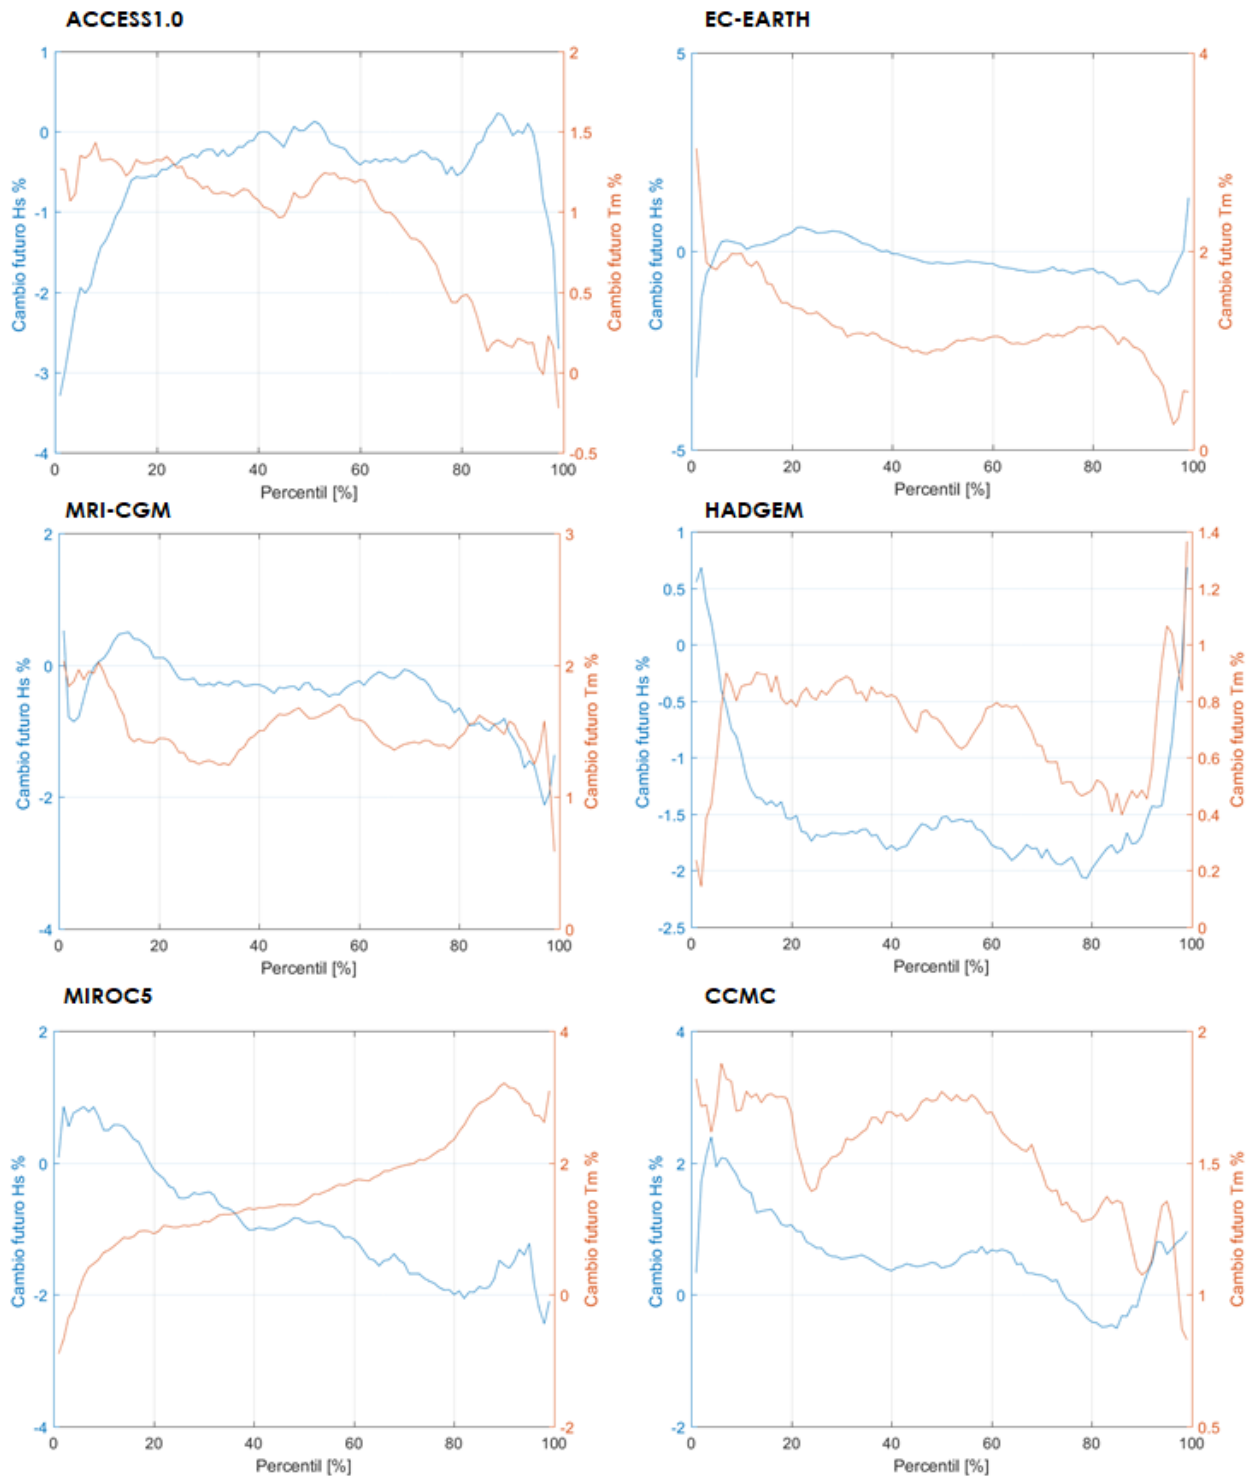 ACCESS1.0
1
0
-1
-2
-3
-4
Cambio futuro Hs %
2
1.5
1
0.5
0
-0.5
Cambio futuro Tm %
0 20 40 60 80 100
Percentil [%]
EC-EARTH
5
0
-5
Cambio futuro Hs %
4
2
0
Cambio futuro Tm %
0 20 40 60 80 100
Percentil [%]
MRI-CGM
2
0
-2
-4
Cambio futuro Hs %
3
2
1
0
Cambio futuro Tm %
0 20 40 60 80 100
Percentil [%]
HADGEM
1
0.5
0
-0.5
-1
-1.5
-2
-2.5
Cambio futuro Hs %
1.4
1.2
1
0.8
0.6
0.4
0.2
0
Cambio futuro Tm %
0 20 40 60 80 100
Percentil [%]
MIROC5
2
0
-2
-4
Cambio futuro Hs %
4
2
0
-2
Cambio futuro Tm %
0 20 40 60 80 100
Percentil [%]
CCMC
4
2
0
-2
Cambio futuro Hs %
2
1.5
1
0.5
Cambio futuro Tm %
0 20 40 60 80 100
Percentil [%]